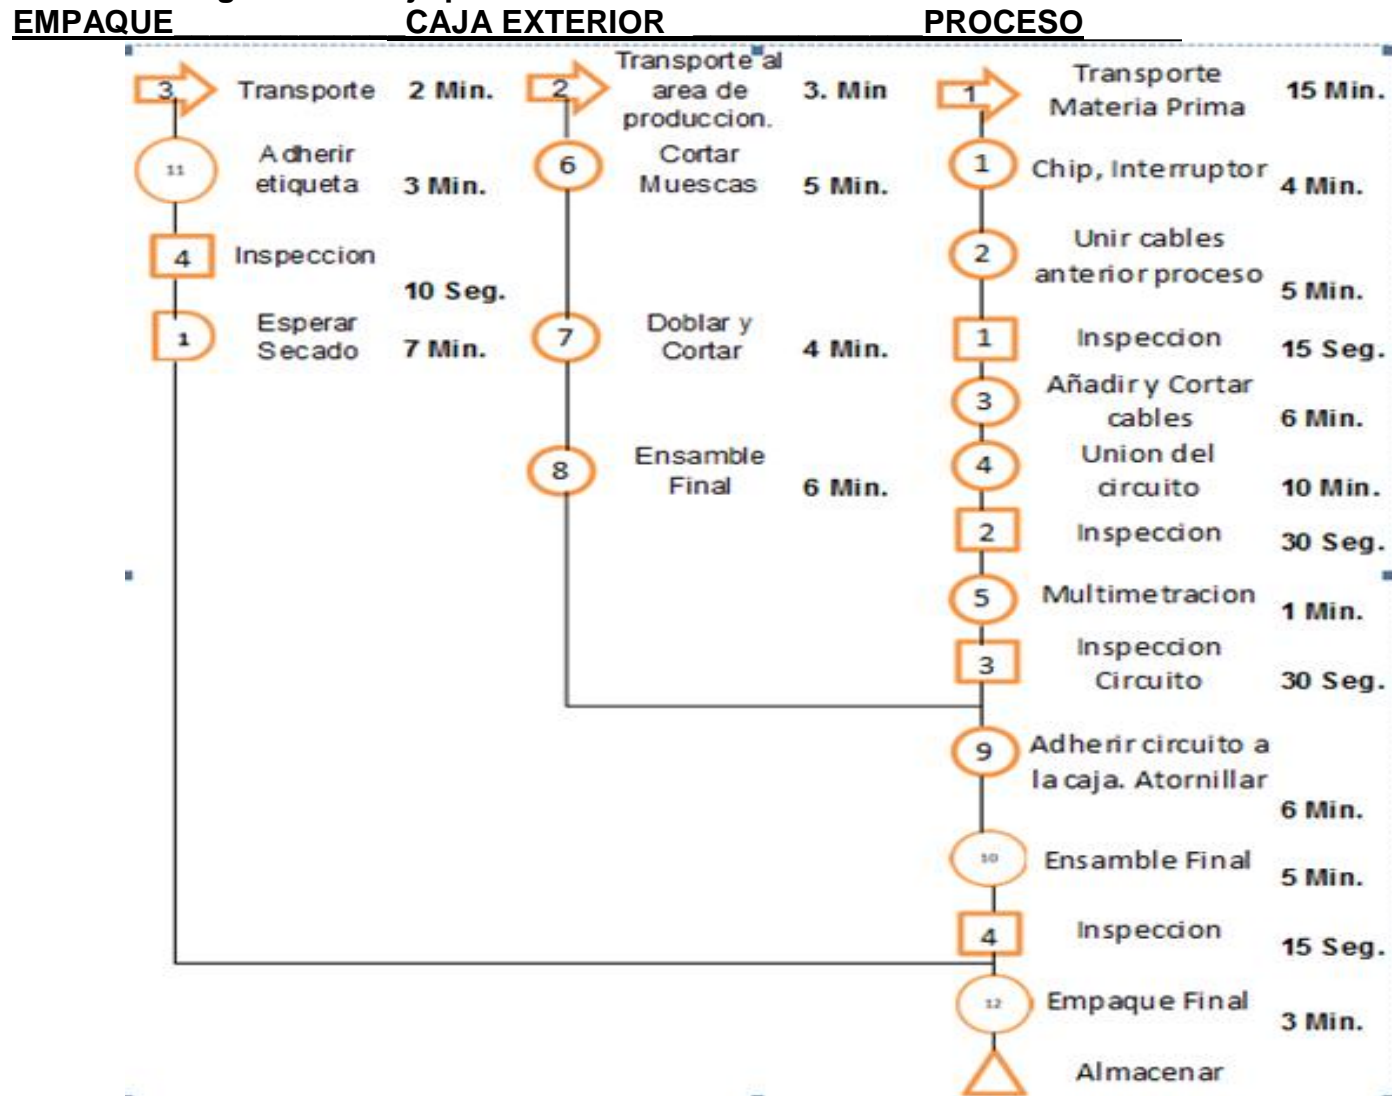 EMPAQUE CAJA EXTERIOR PROCESO
3 Transporte 2 Min.
11 Adherir
etiqueta 3 Min.
4 Inspeccion
10 Seg.
1 Esperar
Secado 7 Min.
2 Transporte al
area de
produccion. 3. Min
6 Cortar
Muescas 5 Min.
7 Doblar y
Cortar 4 Min.
8 Ensamble
Final 6 Min.
1 Transporte
Materia Prima 15 Min.
1 Chip, Interruptor 4 Min.
2 Unir cables
anterior proceso 5 Min.
1 Inspeccion 15 Seg.
3 Añadir y Cortar
cables 6 Min.
4 Union del
circuito 10 Min.
2 Inspeccion 30 Seg.
5 Multimetracion 1 Min.
3 Inspeccion
Circuito 30 Seg.
9 Adherir circuito a
la caja. Atornillar
6 Min.
10 Ensamble Final 5 Min.
4 Inspeccion 15 Seg.
12 Empaque Final 3 Min.
Almacenar